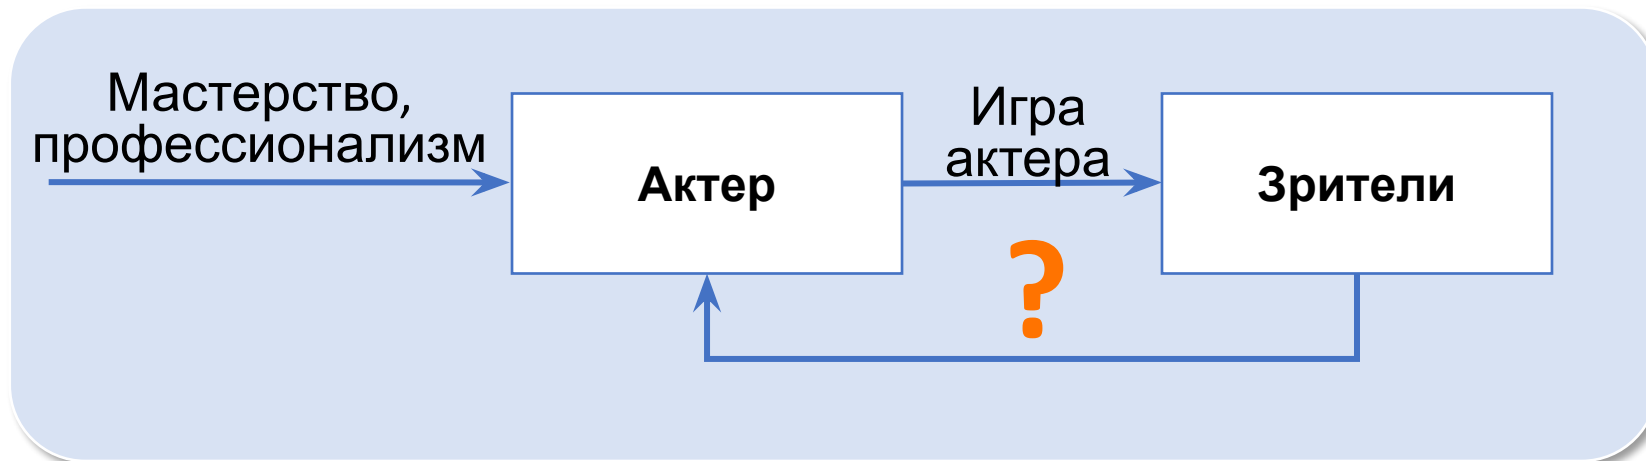 Мастерство,
профессионализм
Актер
Игра
актера
Зрители
?